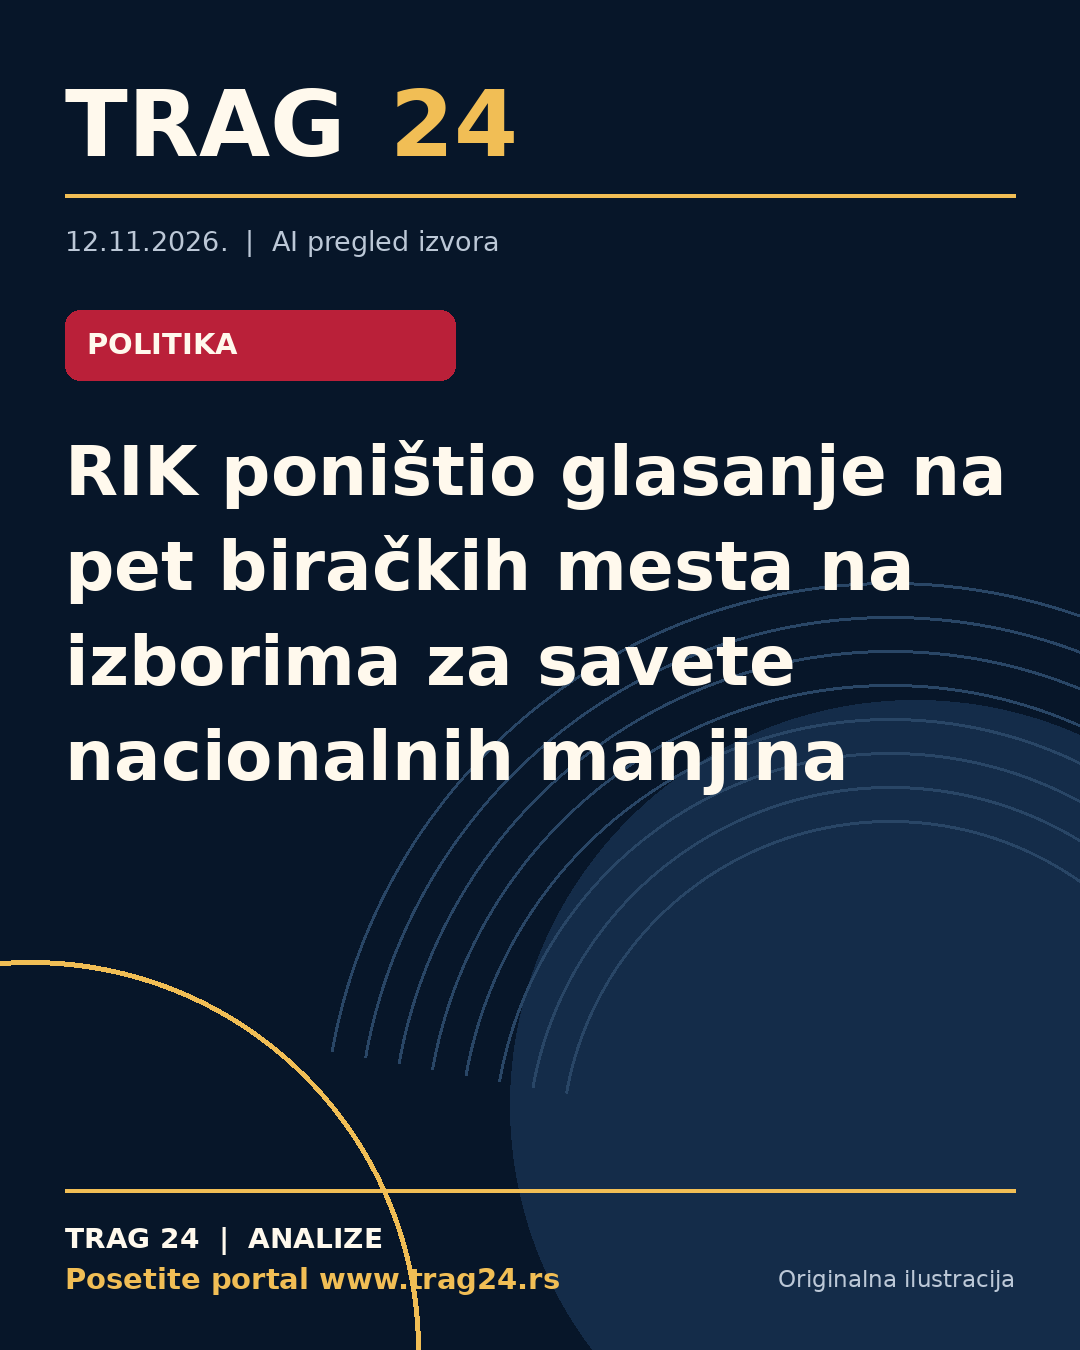 TRAG 24
12.11.2026. | AI pregled izvora
POLITIKA
RIK poništio glasanje na
pet biračkih mesta na
izborima za savete
nacionalnih manjina
TRAG 24 | ANALIZE
Posetite portal www.trag24.rs
Originalna ilustracija